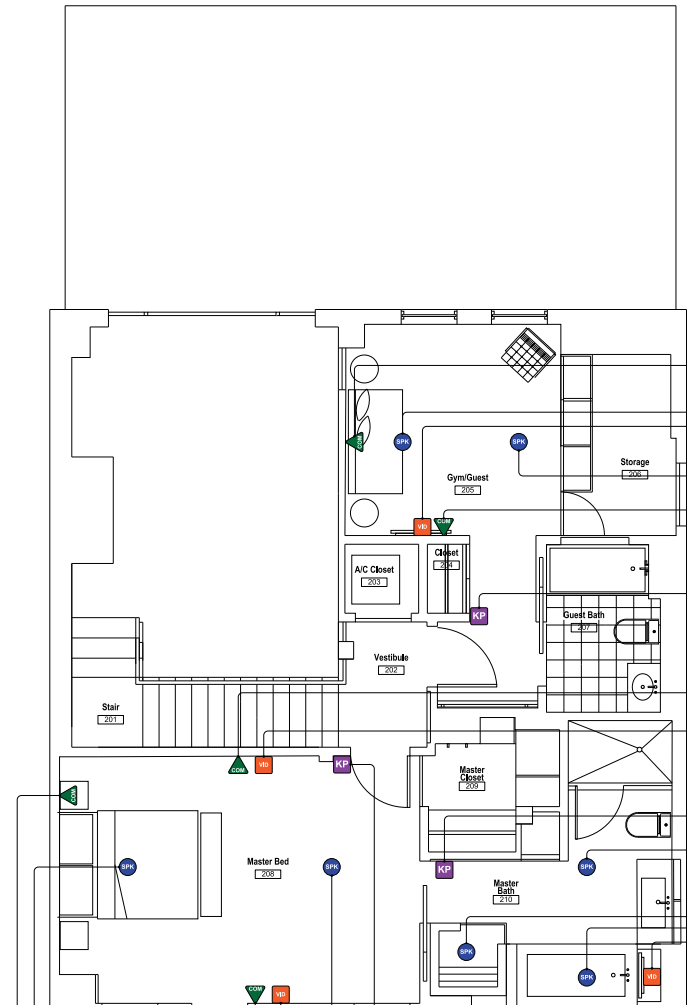 COM
SPK
SPK
Storage
206
Gym/Guest
205
VID
COM
Closet
204
A/C Closet
203
KP
Guest Bath
207
Vestibule
202
Stair
201
COM
VID
KP
Master
Closet
209
COM
SPK
Master Bed
208
SPK
KP
SPK
Master
Bath
210
SPK
SPK
VID
COM
VID